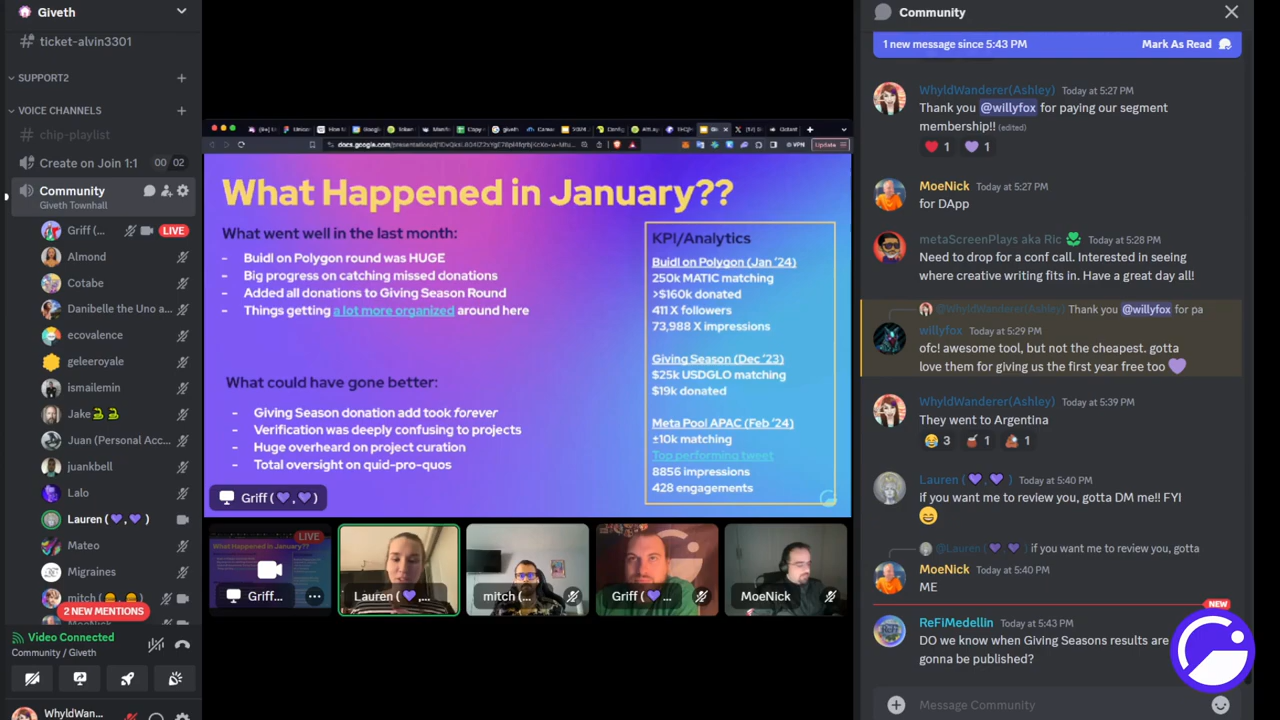 Giveth
ticket-alvin3301
SUPPORT2
VOICE CHANNELS
chip-playlist
Create on Join 1:1
00 02
Community
Giveth Townhall
Griff (...
LIVE
Almond
Cotabe
Danibelle the Uno a...
ecovalence
geleeroyale
ismailemin
Jake
Juan (Personal Acc...
juankbell
Lalo
Lauren (💜,💜)
Mateo
Migraines
mitch (
2 NEW MENTIONS
Video Connected
Community / Giveth
WhyldWan...
Update
What Happened in January??
What went well in the last month:
- Buidl on Polygon round was HUGE
- Big progress on catching missed donations
- Added all donations to Giving Season Round
- Things getting a lot more organized around here
What could have gone better:
- Giving Season donation add took forever
- Verification was deeply confusing to projects
- Huge overheard on project curation
- Total oversight on quid-pro-quos
KPI/Analytics
Buidl on Polygon (Jan '24)
250k MATIC matching
>$160k donated
411 X followers
73,988 X impressions
Giving Season (Dec '23)
$25k USDGLO matching
$19k donated
Meta Pool APAC (Feb '24)
±10k matching
Top performing tweet
8856 impressions
428 engagements
Griff (💜,💜)
LIVE
Griff...
Lauren (💜,...
mitch (...
Griff (💜...
MoeNick
Community
1 new message since 5:43 PM
Mark As Read
WhyldWanderer(Ashley) Today at 5:27 PM
Thank you @willyfox for paying our segment
membership!! (edited)
1 1
MoeNick Today at 5:27 PM
for DApp
metaScreenPlays aka Ric Today at 5:28 PM
Need to drop for a conf call. Interested in seeing
where creative writing fits in. Have a great day all!
@WhyldWanderer(Ashley) Thank you @willyfox for pa
willyfox Today at 5:29 PM
ofc! awesome tool, but not the cheapest. gotta
love them for giving us the first year free too 💜
WhyldWanderer(Ashley) Today at 5:39 PM
They went to Argentina
3 1 1
Lauren (💜,💜) Today at 5:40 PM
if you want me to review you, gotta DM me!! FYI
😄
@Lauren (💜,💜) if you want me to review you, gotta
MoeNick Today at 5:40 PM
ME
NEW
ReFiMedellin Today at 5:43 PM
DO we know when Giving Seasons results are
gonna be published?
Message Community